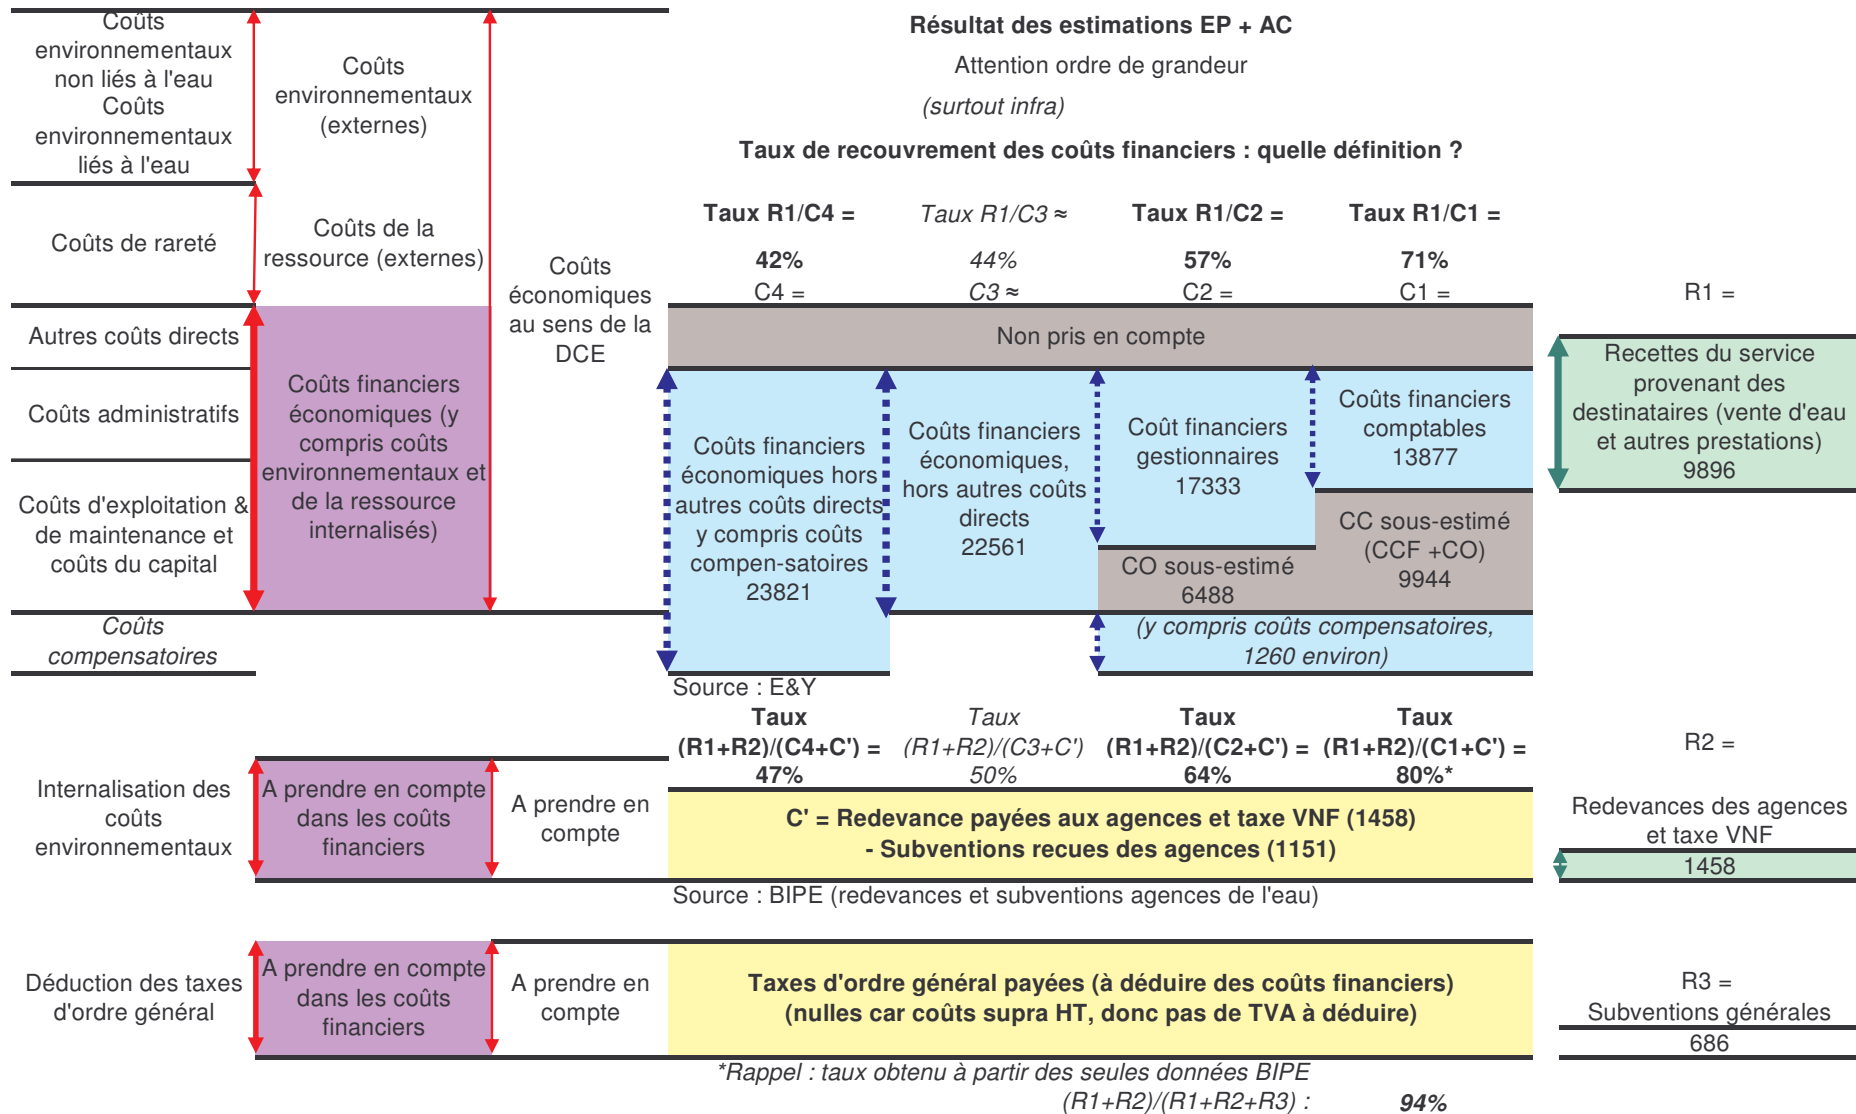 Coûts
environnementaux
non liés à l'eau
Coûts
environnementaux
liés à l'eau
Coûts
environnementaux
(externes)
Résultat des estimations EP + AC
Attention ordre de grandeur
(surtout infra)
Taux de recouvrement des coûts financiers : quelle définition ?
Coûts de rareté
Coûts de la
ressource (externes)
Coûts
économiques
au sens de la
DCE
Taux R1/C4 =
42%
C4 =
Taux R1/C3 ≈
44%
C3 ≈
Taux R1/C2 =
57%
C2 =
Taux R1/C1 =
71%
C1 =
R1 =
Autres coûts directs
Coûts administratifs
Coûts d'exploitation &
de maintenance et
coûts du capital
Coûts
compensatoires
Coûts financiers
économiques (y
compris coûts
environnementaux et
de la ressource
internalisés)
Non pris en compte
Coûts financiers
économiques hors
autres coûts directs
y compris coûts
compen-satoires
23821
Coûts financiers
économiques,
hors autres coûts
directs
22561
Coût financiers
gestionnaires
17333
CO sous-estimé
6488
Coûts financiers
comptables
13877
CC sous-estimé
(CCF +CO)
9944
(y compris coûts compensatoires,
1260 environ)
Recettes du service
provenant des
destinataires (vente d'eau
et autres prestations)
9896
Source : E&Y
Taux
(R1+R2)/(C4+C') =
47%
Taux
(R1+R2)/(C3+C')
50%
Taux
(R1+R2)/(C2+C') =
64%
Taux
(R1+R2)/(C1+C') =
80%*
R2 =
Internalisation des
coûts
environnementaux
A prendre en compte
dans les coûts
financiers
A prendre en
compte
C' = Redevance payées aux agences et taxe VNF (1458)
- Subventions recues des agences (1151)
Redevances des agences
et taxe VNF
1458
Source : BIPE (redevances et subventions agences de l'eau)
Déduction des taxes
d'ordre général
A prendre en compte
dans les coûts
financiers
A prendre en
compte
Taxes d'ordre général payées (à déduire des coûts financiers)
(nulles car coûts supra HT, donc pas de TVA à déduire)
R3 =
Subventions générales
686
*Rappel : taux obtenu à partir des seules données BIPE
(R1+R2)/(R1+R2+R3) : 94%